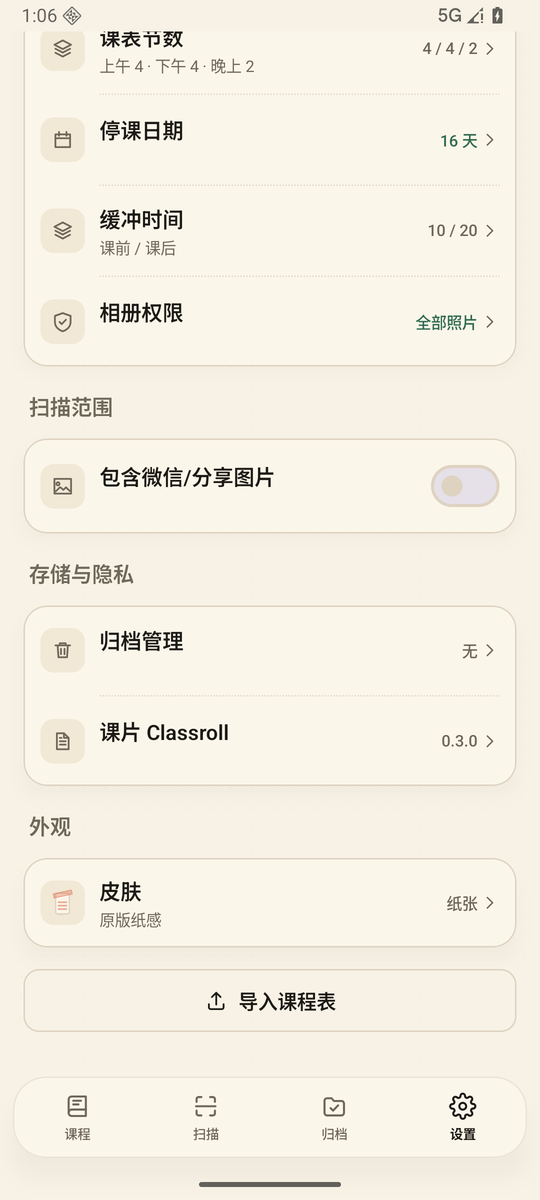 1:06
5G
课表节数
上午 4 · 下午 4 · 晚上 2
4 / 4 / 2
停课日期
16 天
缓冲时间
课前 / 课后
10 / 20
相册权限
全部照片
扫描范围
包含微信/分享图片
存储与隐私
归档管理
无
课片 Classroll
0.3.0
外观
皮肤
原版纸感
纸张
导入课程表
课程
扫描
归档
设置